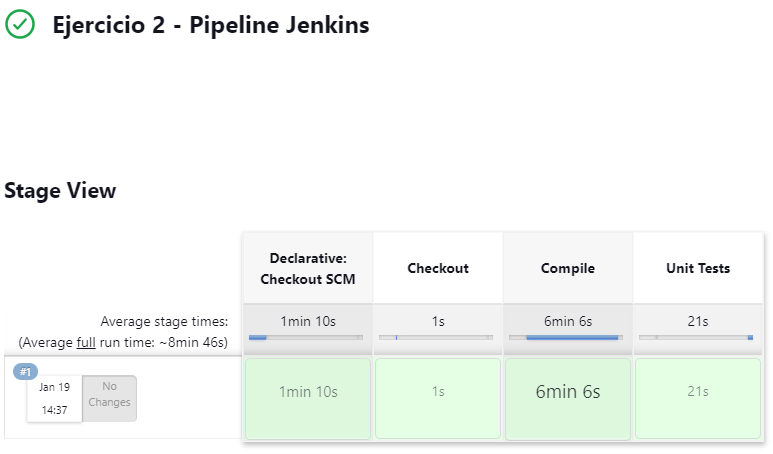 Ejercicio 2 - Pipeline Jenkins
Stage View
Declarative:
Checkout SCM
Checkout
Compile
Unit Tests
Average stage times:
(Average full run time: ~8min 46s)
1min 10s
1s
6min 6s
21s
#1
Jan 19
14:37
No
Changes
1min 10s
1s
6min 6s
21s